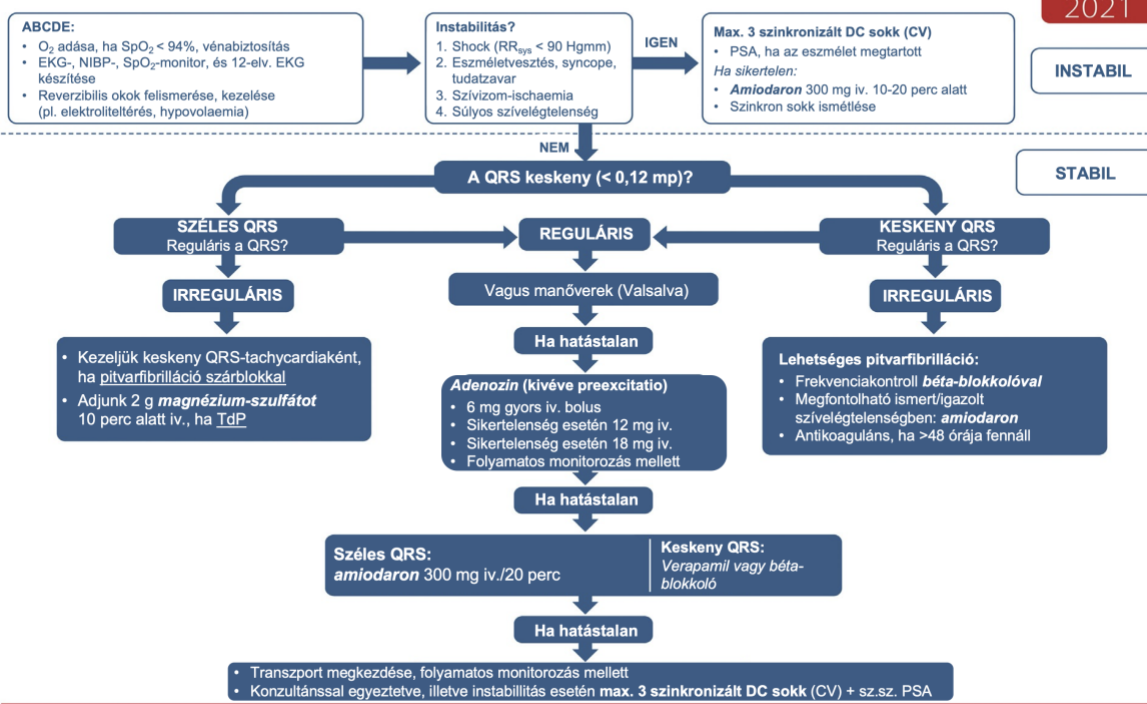 2021
ABCDE:
• O₂ adása, ha SpO₂ < 94%, vénabiztosítás
• EKG-, NIBP-, SpO₂-monitor, és 12-elv. EKG
készítése
• Reverzibilis okok felismerése, kezelése
(pl. elektroliteltérés, hypovolaemia)
Instabilitás?
1. Shock (RRsys < 90 Hgmm)
2. Eszméletvesztés, syncope,
tudatzavar
3. Szívizom-ischaemia
4. Súlyos szívelégtelenség
IGEN
Max. 3 szinkronizált DC sokk (CV)
• PSA, ha az eszmélet megtartott
Ha sikertelen:
• Amiodaron 300 mg iv. 10-20 perc alatt
• Szinkron sokk ismétlése
INSTABIL
NEM
STABIL
A QRS keskeny (< 0,12 mp)?
SZÉLES QRS
Reguláris a QRS?
REGULÁRIS
KESKENY QRS
Reguláris a QRS?
IRREGULÁRIS
Vagus manőverek (Valsalva)
IRREGULÁRIS
Ha hatástalan
• Kezeljük keskeny QRS-tachycardiaként,
ha pitvarfibrilláció szárblokkal
• Adjunk 2 g magnézium-szulfátot
10 perc alatt iv., ha TdP
Adenozin (kivéve preexcitatio)
• 6 mg gyors iv. bolus
• Sikertelenség esetén 12 mg iv.
• Sikertelenség esetén 18 mg iv.
• Folyamatos monitorozás mellett
Lehetséges pitvarfibrilláció:
• Frekvenciakontroll béta-blokkolóval
• Megfontolható ismert/igazolt
szívelégtelenségben: amiodaron
• Antikoaguláns, ha >48 órája fennáll
Ha hatástalan
Széles QRS:
amiodaron 300 mg iv./20 perc
Keskeny QRS:
Verapamil vagy béta-
blokkoló
Ha hatástalan
• Transzport megkezdése, folyamatos monitorozás mellett
• Konzultánssal egyeztetve, illetve instabillitás esetén max. 3 szinkronizált DC sokk (CV) + sz.sz. PSA